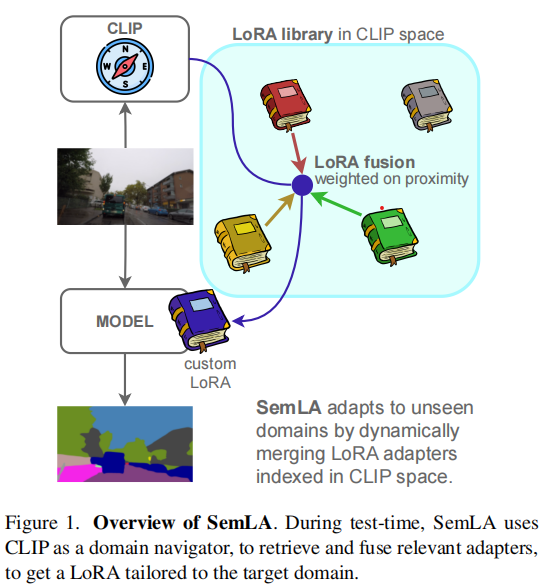 CLIP
N
W
E
S
LoRA library in CLIP space
LoRA fusion
weighted on proximity
MODEL
custom
LoRA
SemLA adapts to unseen
domains by dynamically
merging LoRA adapters
indexed in CLIP space.
Figure 1. Overview of SemLA. During test-time, SemLA uses
CLIP as a domain navigator, to retrieve and fuse relevant adapters,
to get a LoRA tailored to the target domain.